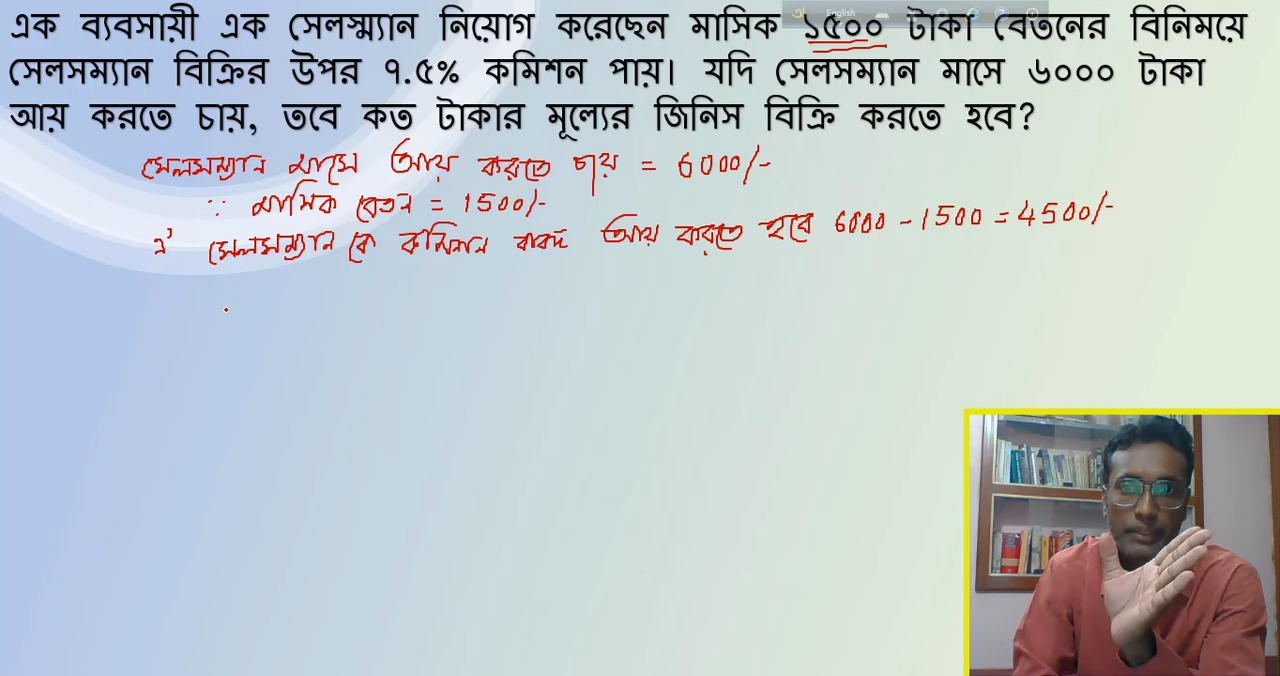 English
এক ব্যবসায়ী এক সেলস্ম্যান নিয়োগ করেছেন মাসিক ১৫০০ টাকা বেতনের বিনিময়ে
সেলসম্যান বিক্রির উপর ৭.৫% কমিশন পায়। যদি সেলসম্যান মাসে ৬০০০ টাকা
আয় করতে চায়, তবে কত টাকার মূল্যের জিনিস বিক্রি করতে হবে?
সেলসম্যান মাসে আয় করতে চায় = 6000/-
∵ মাসিক বেতন = 1500/-
∴ সেলসম্যান কে কমিশন বাবদ আয় করতে হবে 6000 - 1500 = 4500/-